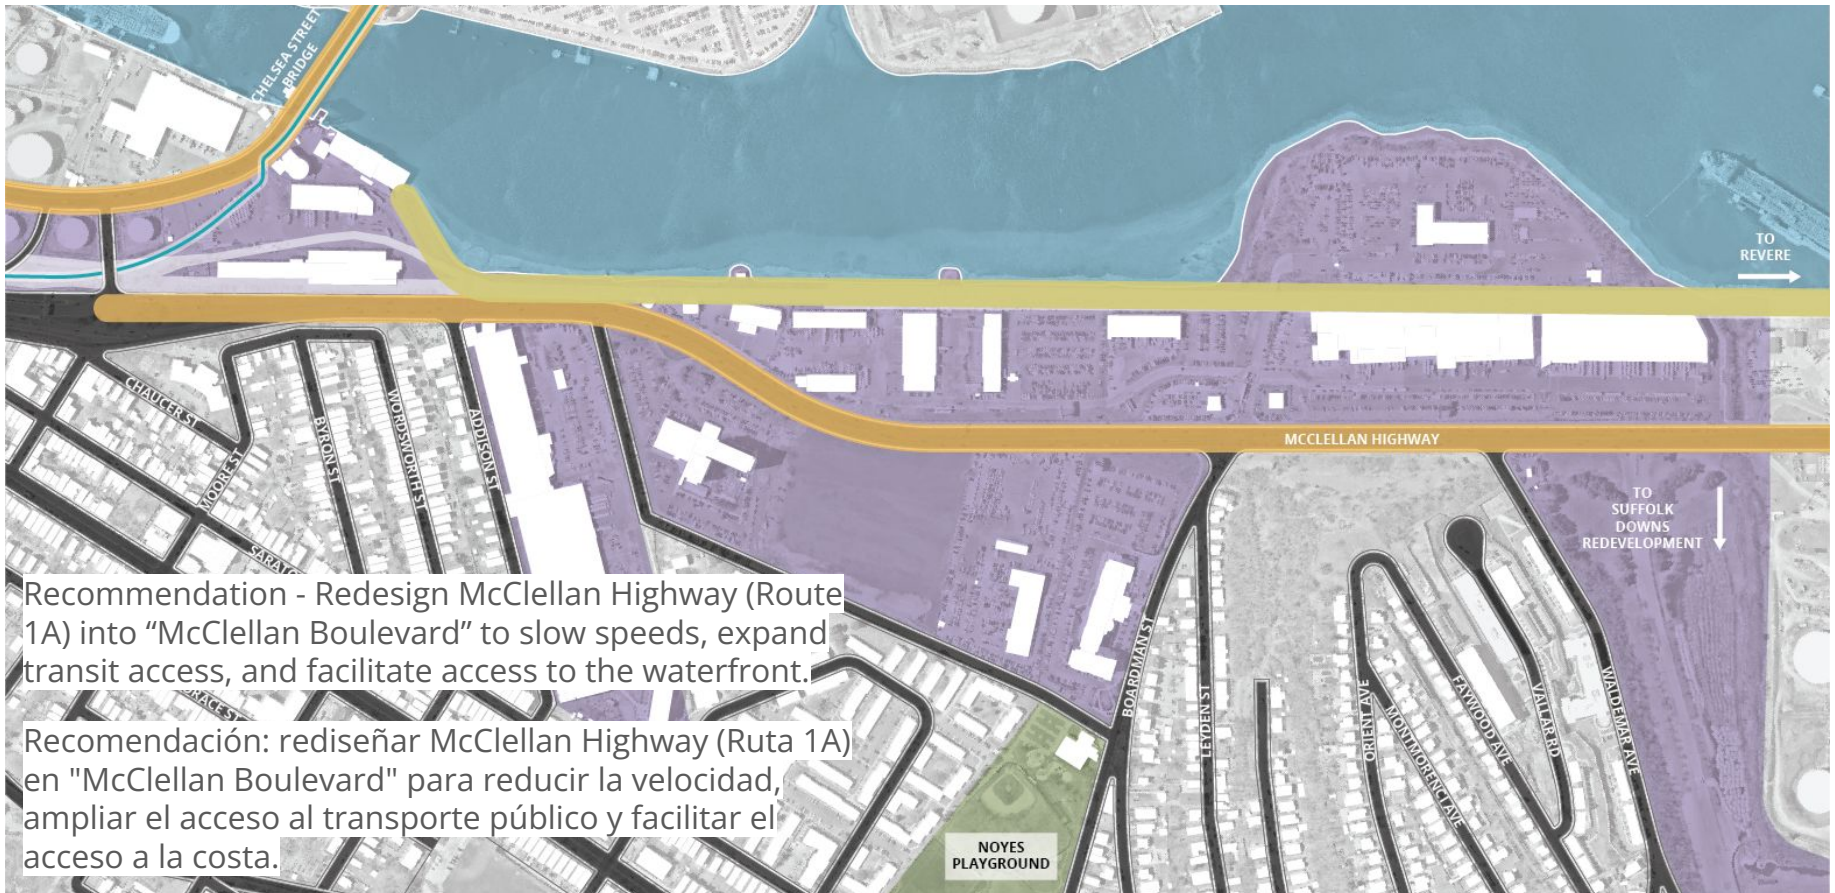 CHELSEA STREET
BRIDGE
TO
REVERE
MCCLELLAN HIGHWAY
CHAUCER ST
MOORE ST
BYRON ST
WORDSWORTH ST
ADDISON ST
TO
SUFFOLK
DOWNS
REDEVELOPMENT
Recommendation - Redesign McClellan Highway (Route
1A) into “McClellan Boulevard” to slow speeds, expand
transit access, and facilitate access to the waterfront.
Recomendación: rediseñar McClellan Highway (Ruta 1A)
en "McClellan Boulevard" para reducir la velocidad,
ampliar el acceso al transporte público y facilitar el
acceso a la costa.
BOARDMAN ST
LEYDEN ST
ORIENT AVE
MONTMORENCI AVE
FAYWOOD AVE
VALLAR RD
WALDEMAR AVE
NOYES
PLAYGROUND